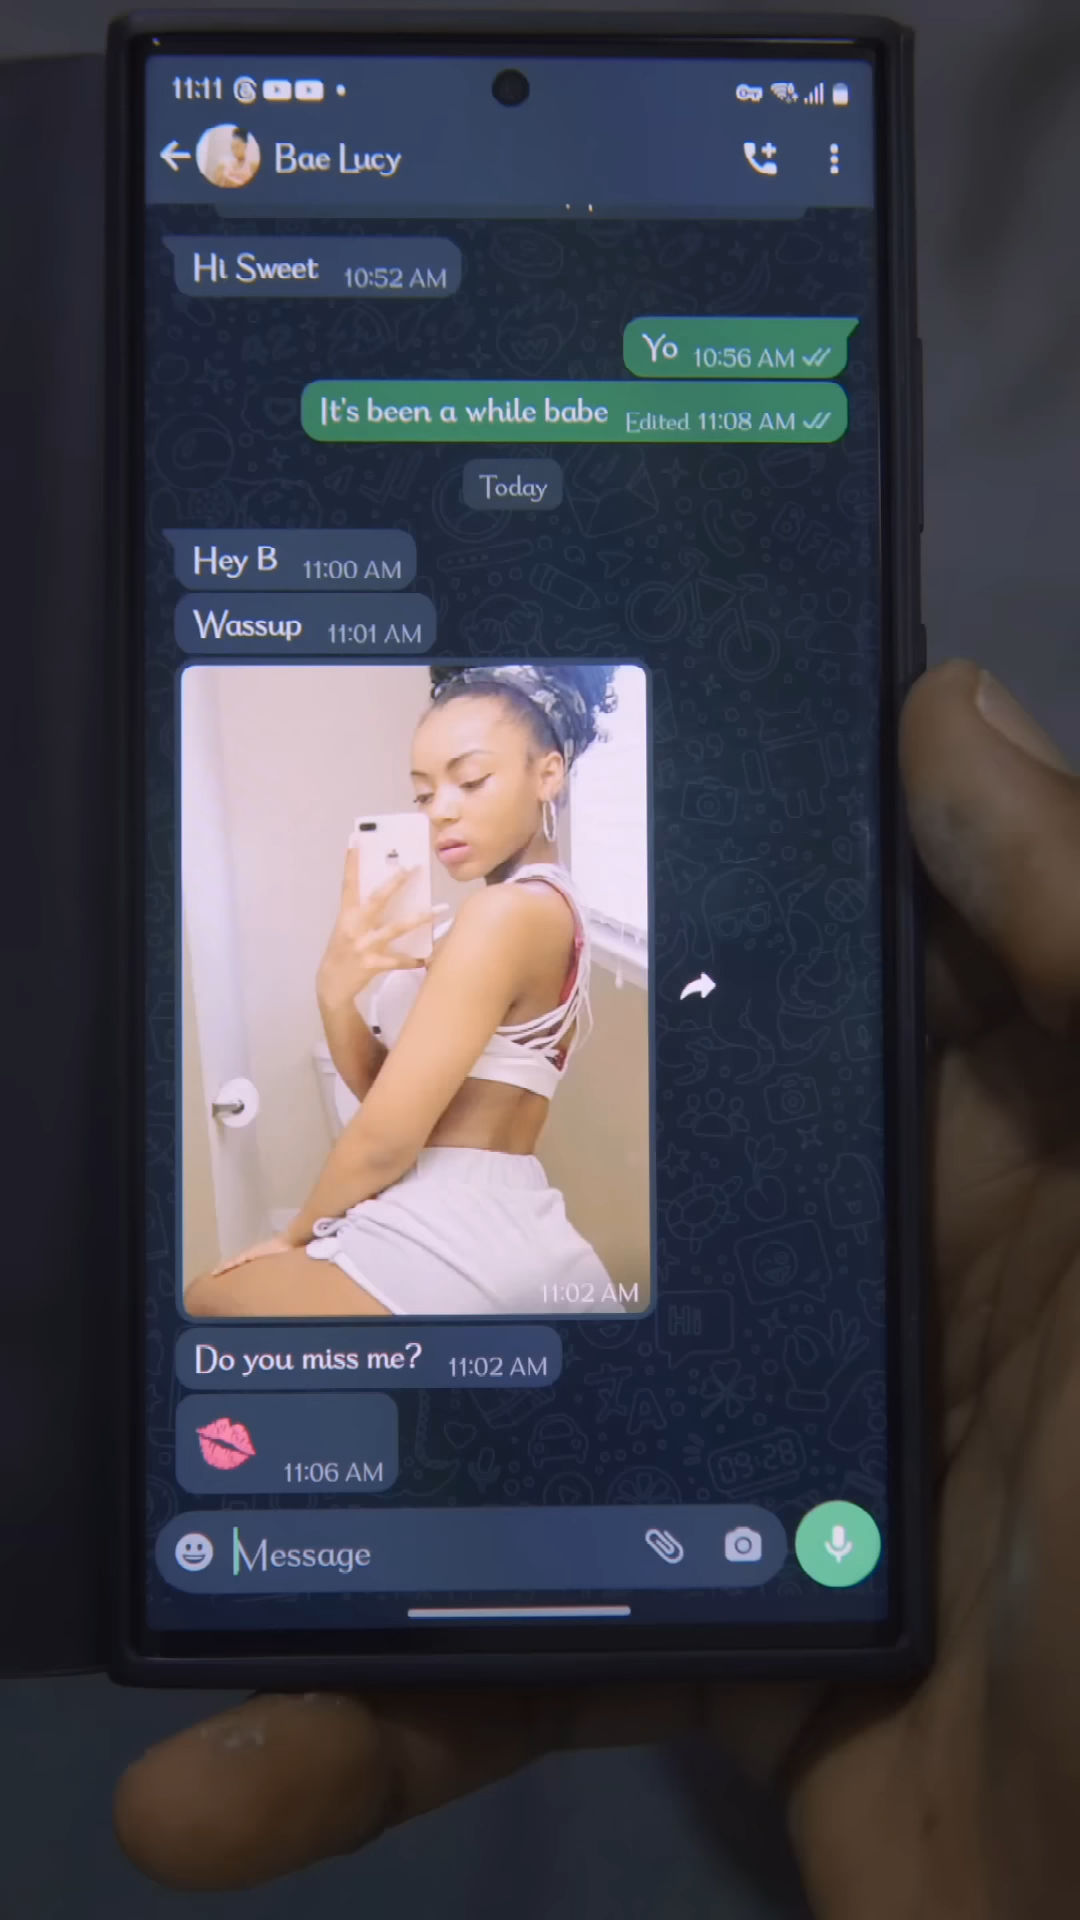 11:11
Bae Lucy
Hi Sweet 10:52 AM
Yo 10:56 AM
It's been a while babe Edited 11:08 AM
Today
Hey B 11:00 AM
Wassup 11:01 AM
11:02 AM
Do you miss me? 11:02 AM
11:06 AM
Message